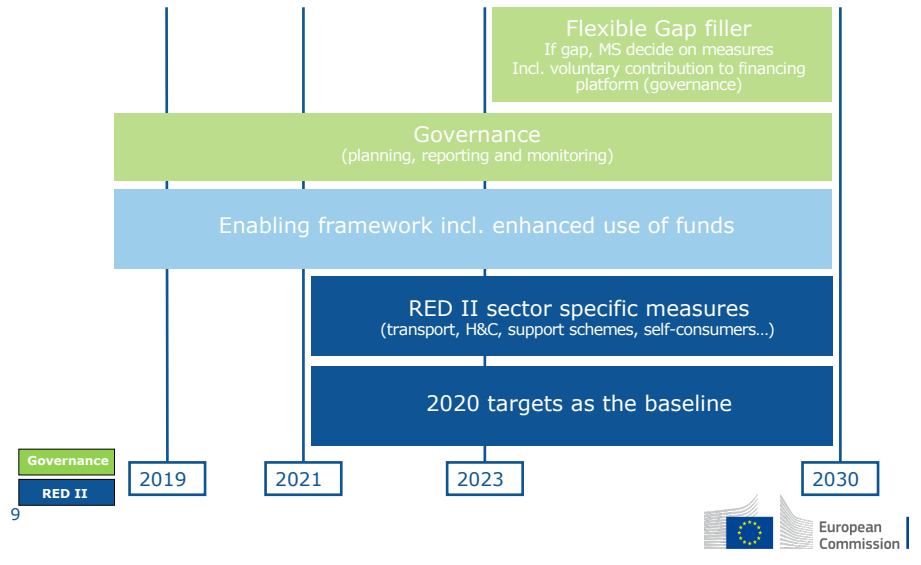 Flexible Gap filler
If gap, MS decide on measures
Incl. voluntary contribution to financing
platform (governance)
Governance
(planning, reporting and monitoring)
Enabling framework incl. enhanced use of funds
RED II sector specific measures
(transport, H&C, support schemes, self-consumers…)
2020 targets as the baseline
Governance
RED II
2019
2021
2023
2030
9
European
Commission